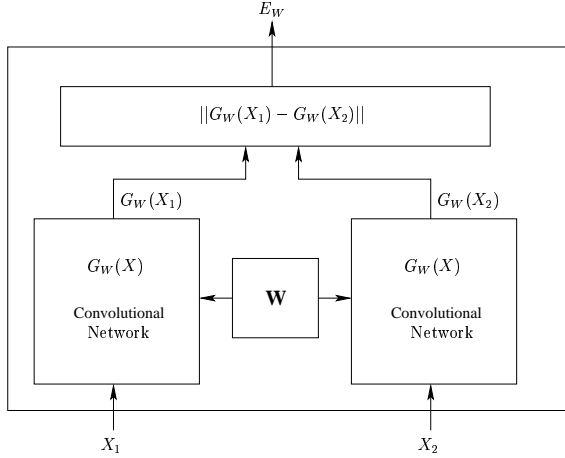 E_W
||G_W(X_1) − G_W(X_2)||
G_W(X_1)
G_W(X_2)
G_W(X)
Convolutional
Network
W
G_W(X)
Convolutional
Network
X_1
X_2